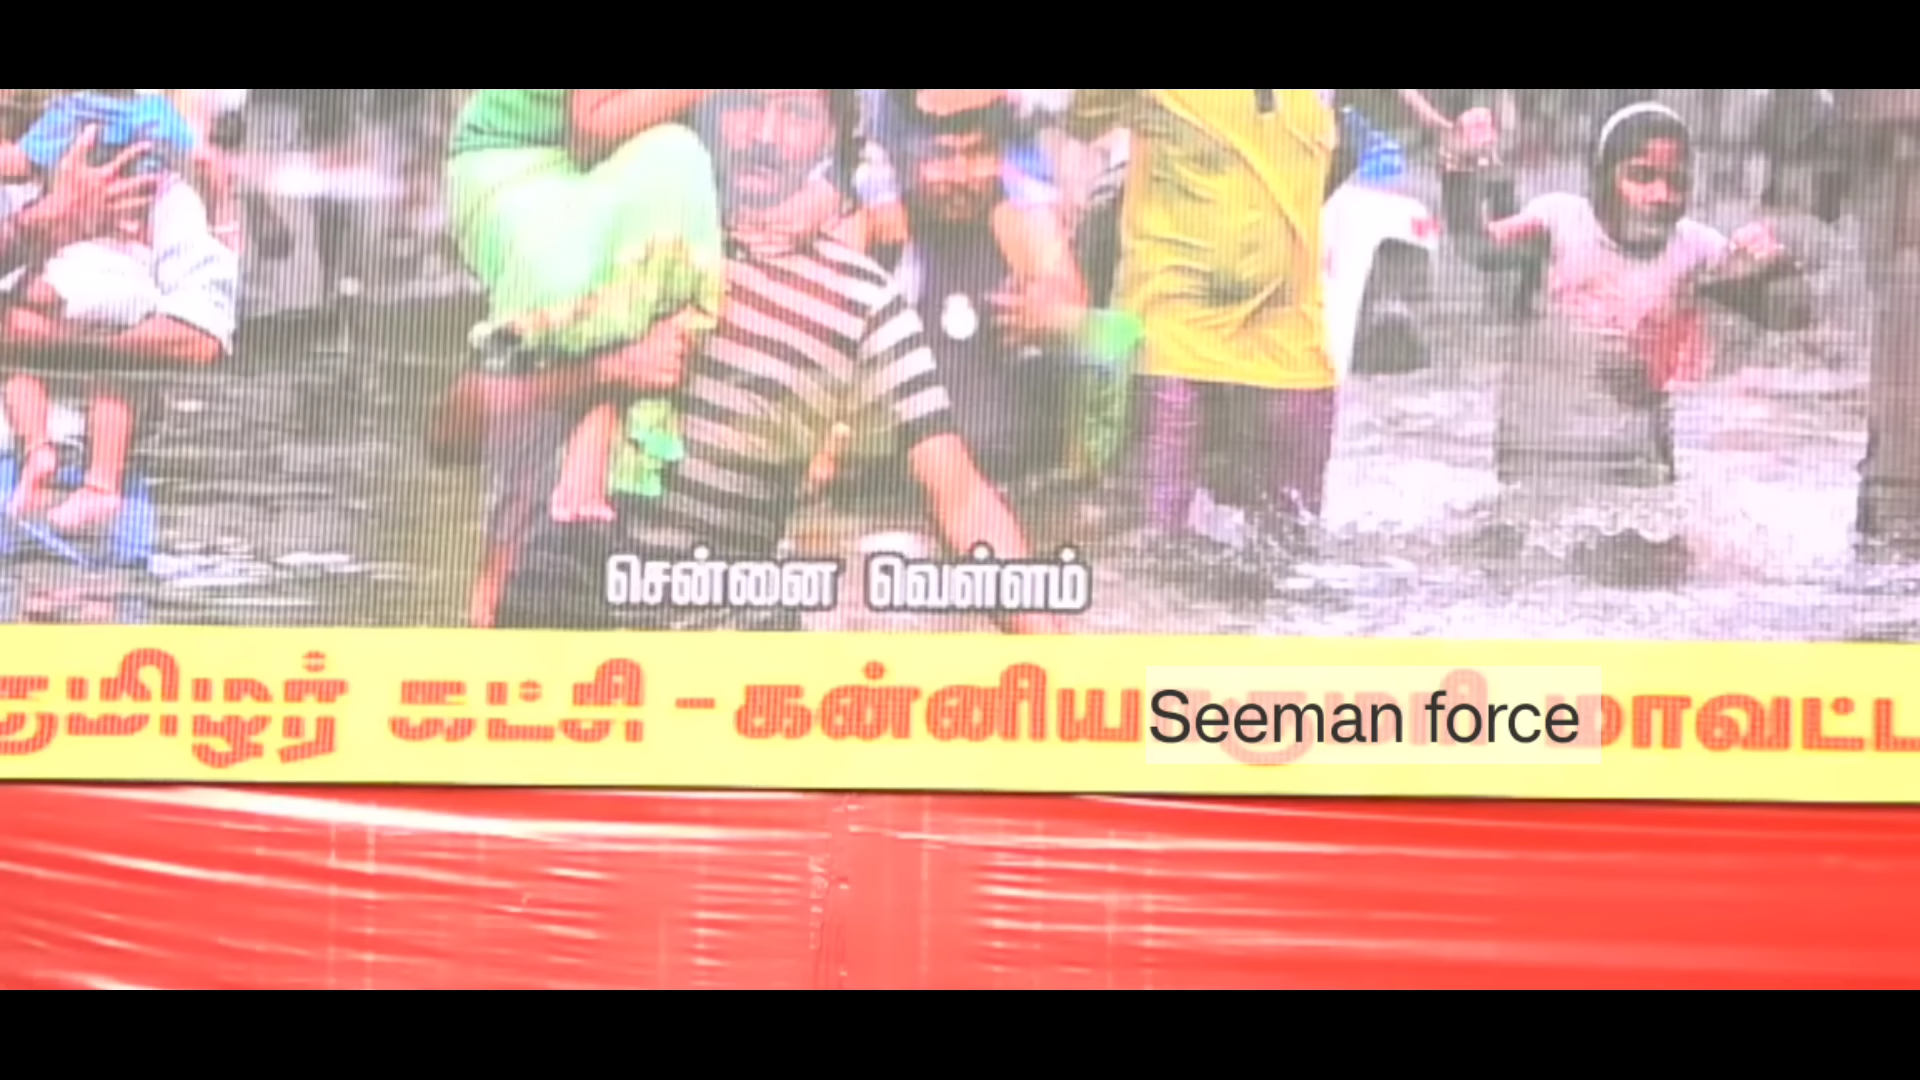 சென்னை வெள்ளம்
தமிழர் கட்சி - கன்னிய
Seeman force